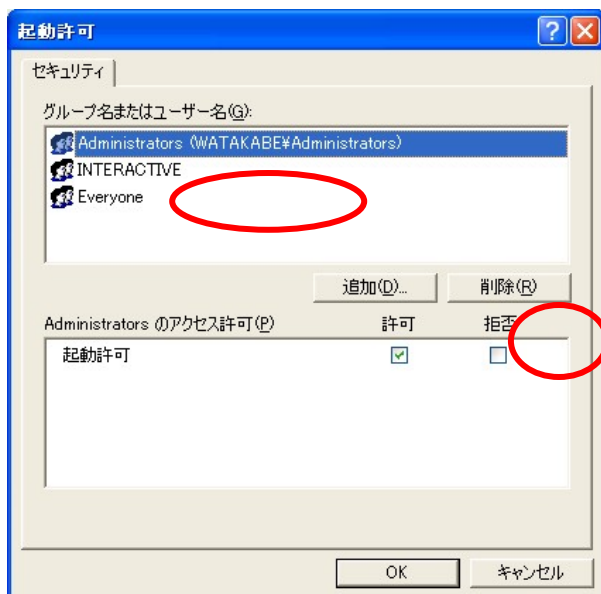 起動許可
セキュリティ
グループ名またはユーザー名(G):
Administrators (WATAKABE¥Administrators)
INTERACTIVE
Everyone
追加(D)...
削除(R)
Administrators のアクセス許可(P) 許可 拒否
起動許可
OK
キャンセル